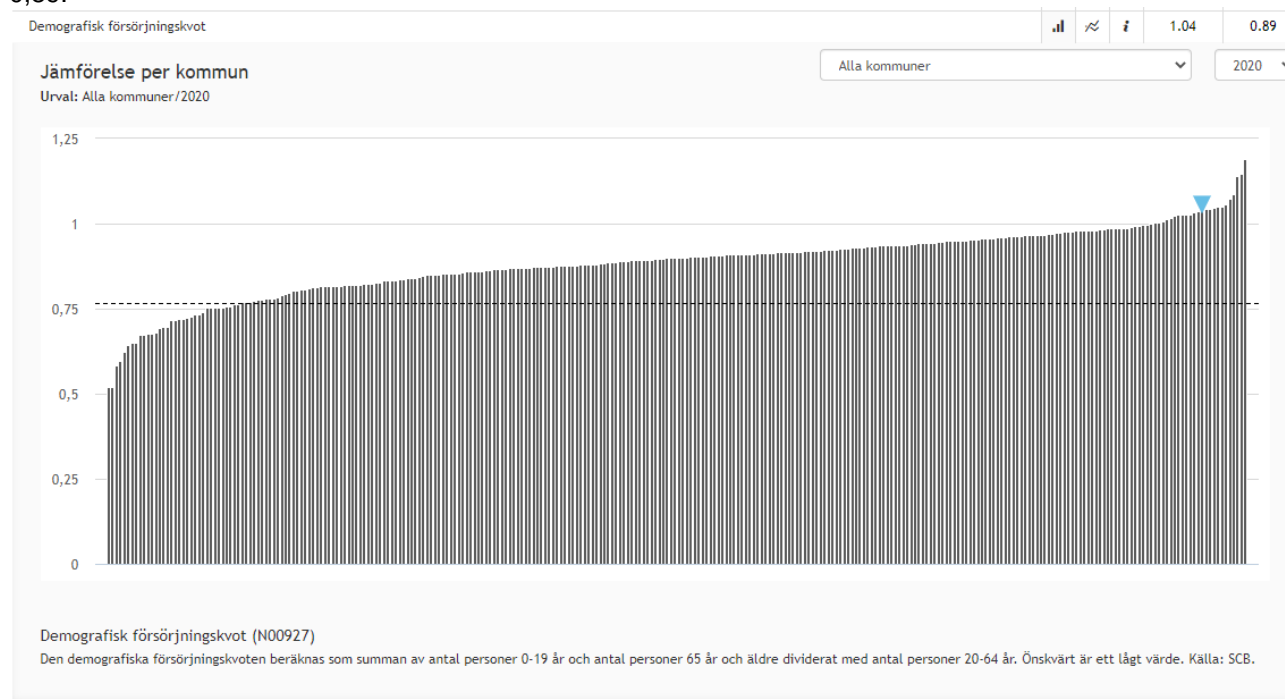 Demografisk försörjningskvot i 1.04 0.89
Jämförelse per kommun
Alla kommuner 2020
Urval: Alla kommuner/2020
1,25
1
0,75
0,5
0,25
0
Demografisk försörjningskvot (N00927)
Den demografiska försörjningskvoten beräknas som summan av antal personer 0-19 år och antal personer 65 år och äldre dividerat med antal personer 20-64 år. Önskvärt är ett lågt värde. Källa: SCB.